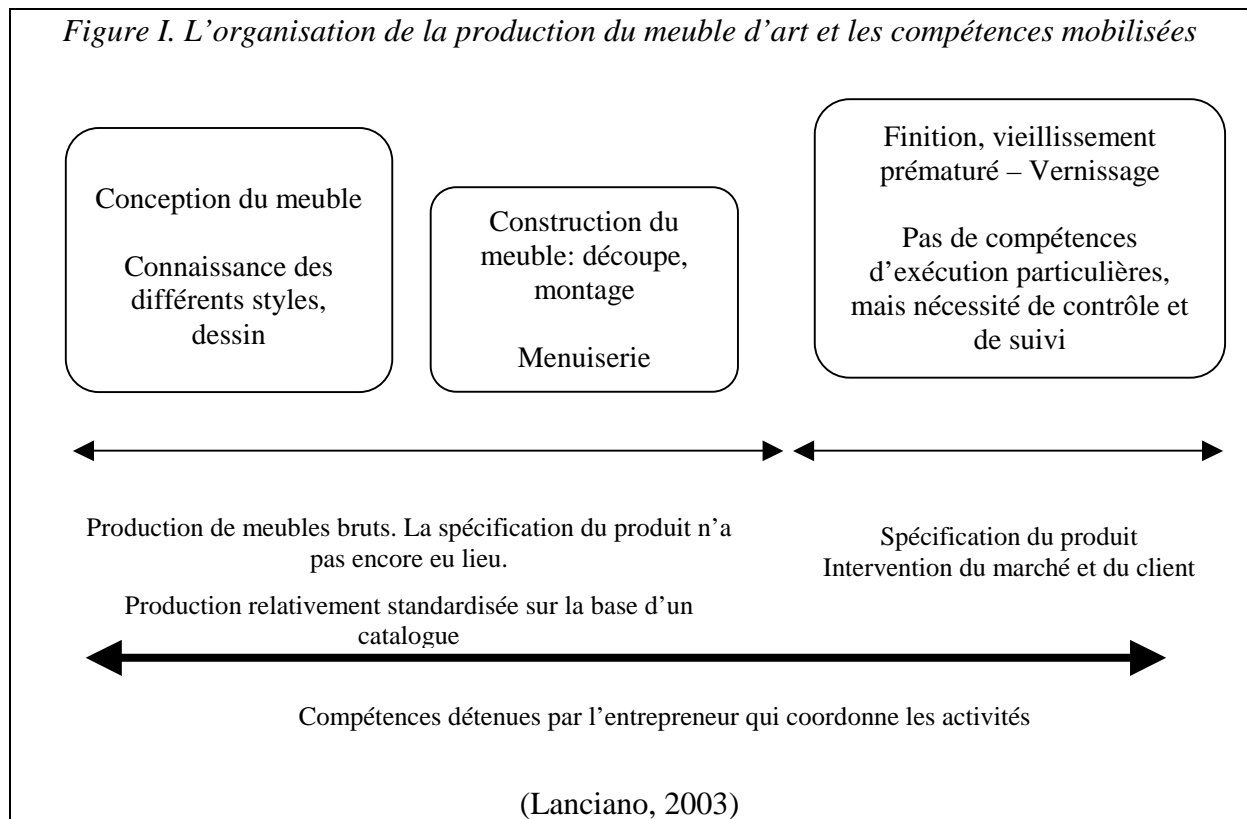 Figure I. L’organisation de la production du meuble d’art et les compétences mobilisées
Conception du meuble
Connaissance des
différents styles,
dessin
Construction du
meuble: découpe,
montage
Menuiserie
Finition, vieillissement
prématuré – Vernissage
Pas de compétences
d’exécution particulières,
mais nécessité de contrôle et
de suivi
Production de meubles bruts. La spécification du produit n’a
pas encore eu lieu.
Production relativement standardisée sur la base d’un
catalogue
Spécification du produit
Intervention du marché et du client
Compétences détenues par l’entrepreneur qui coordonne les activités
(Lanciano, 2003)